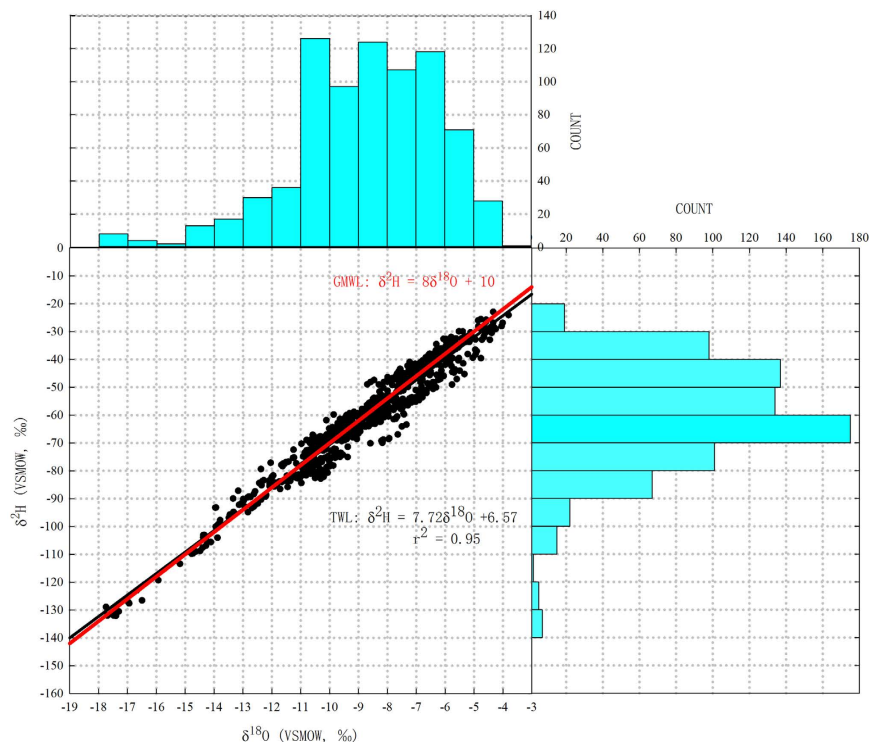 140
120
100
80
60
40
20
0
COUNT
COUNT
0
20 40 60 80 100 120 140 160 180
-10
-20
-30
-40
-50
-60
-70
-80
-90
-100
-110
-120
-130
-140
-150
-160
δ²H (VSMOW, ‰)
GMWL: δ²H = 8δ¹⁸O + 10
TWL: δ²H = 7.72δ¹⁸O +6.57
r² = 0.95
-19 -18 -17 -16 -15 -14 -13 -12 -11 -10 -9 -8 -7 -6 -5 -4 -3
δ¹⁸O (VSMOW, ‰)